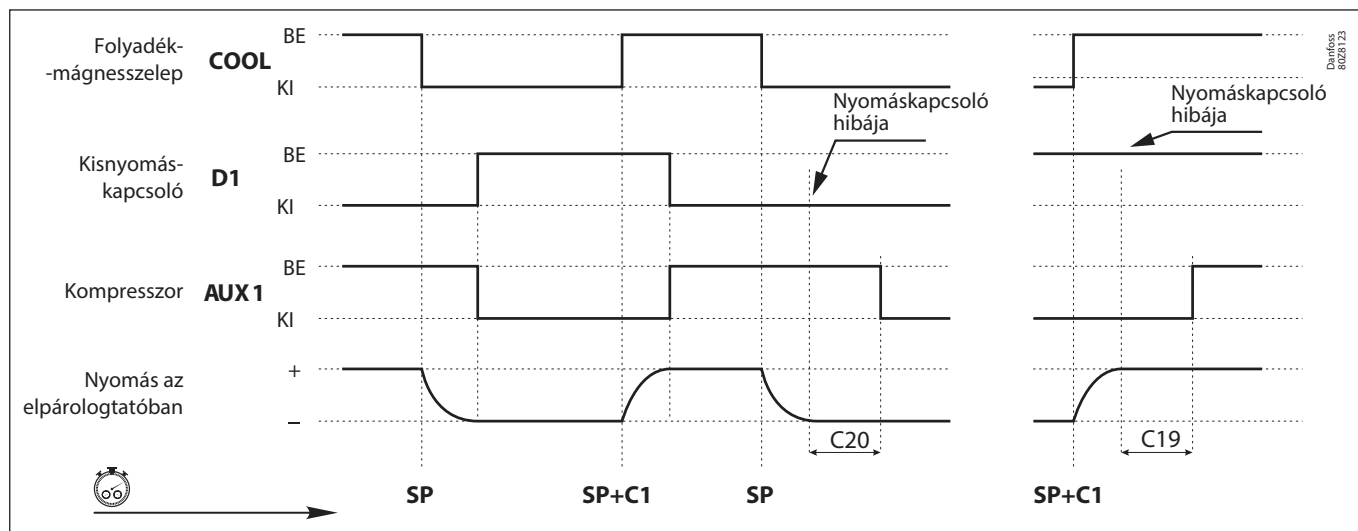 Folyadék-
-mágnesszelep
COOL
BE
KI
Danfoss
80Z8123
Nyomáskapcsoló
hibája
Nyomáskapcsoló
hibája
Kisnyomás-
kapcsoló
D1
BE
KI
Kompresszor
AUX 1
BE
KI
Nyomás az
elpárologtatóban
+
–
C20
C19
SP
SP+C1
SP
SP+C1